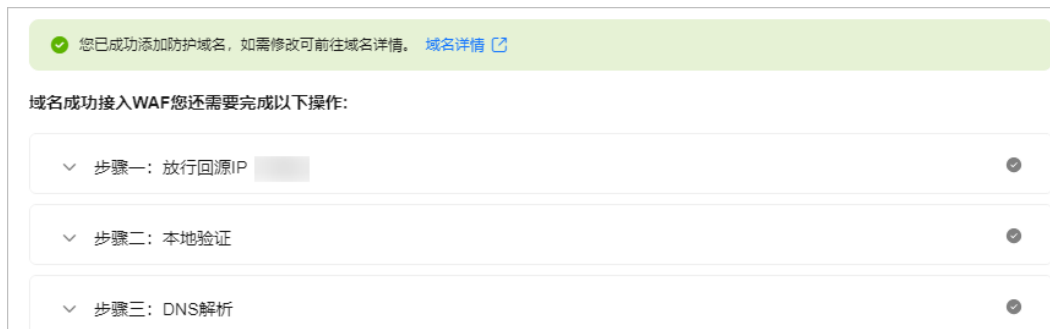 您已成功添加防护域名，如需修改可前往域名详情。 域名详情
域名成功接入WAF您还需要完成以下操作：
步骤一：放行回源IP
步骤二：本地验证
步骤三：DNS解析